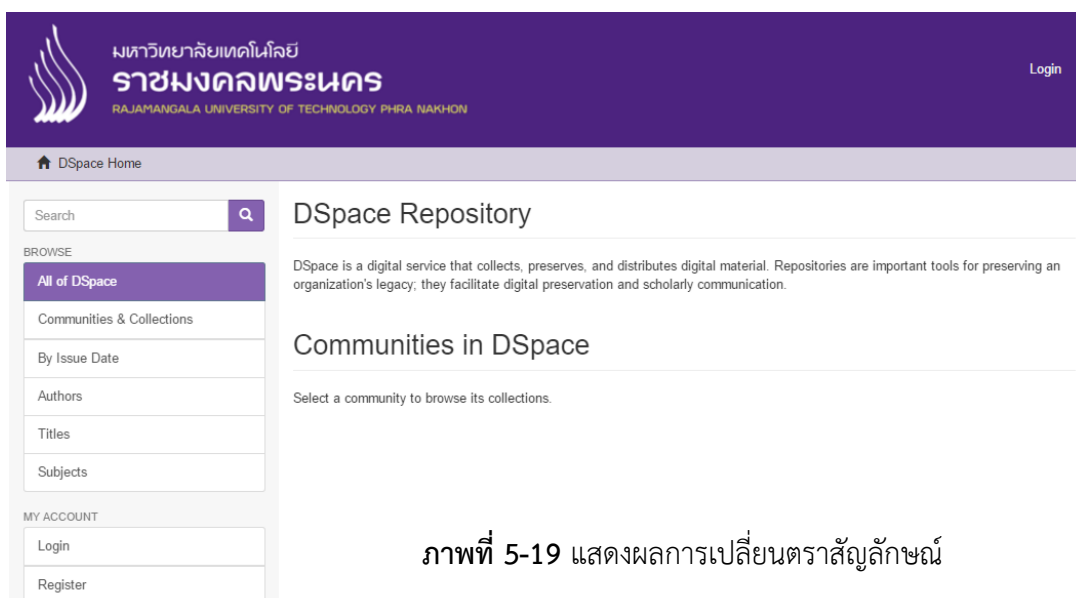 มหาวิทยาลัยเทคโนโลยี
ราชมงคลพระนคร
RAJAMANGALA UNIVERSITY OF TECHNOLOGY PHRA NAKHON
Login
DSpace Home
Search
BROWSE
All of DSpace
Communities & Collections
By Issue Date
Authors
Titles
Subjects
MY ACCOUNT
Login
Register
DSpace Repository
DSpace is a digital service that collects, preserves, and distributes digital material. Repositories are important tools for preserving an
organization's legacy; they facilitate digital preservation and scholarly communication.
Communities in DSpace
Select a community to browse its collections.
ภาพที่ 5-19 แสดงผลการเปลี่ยนตราสัญลักษณ์